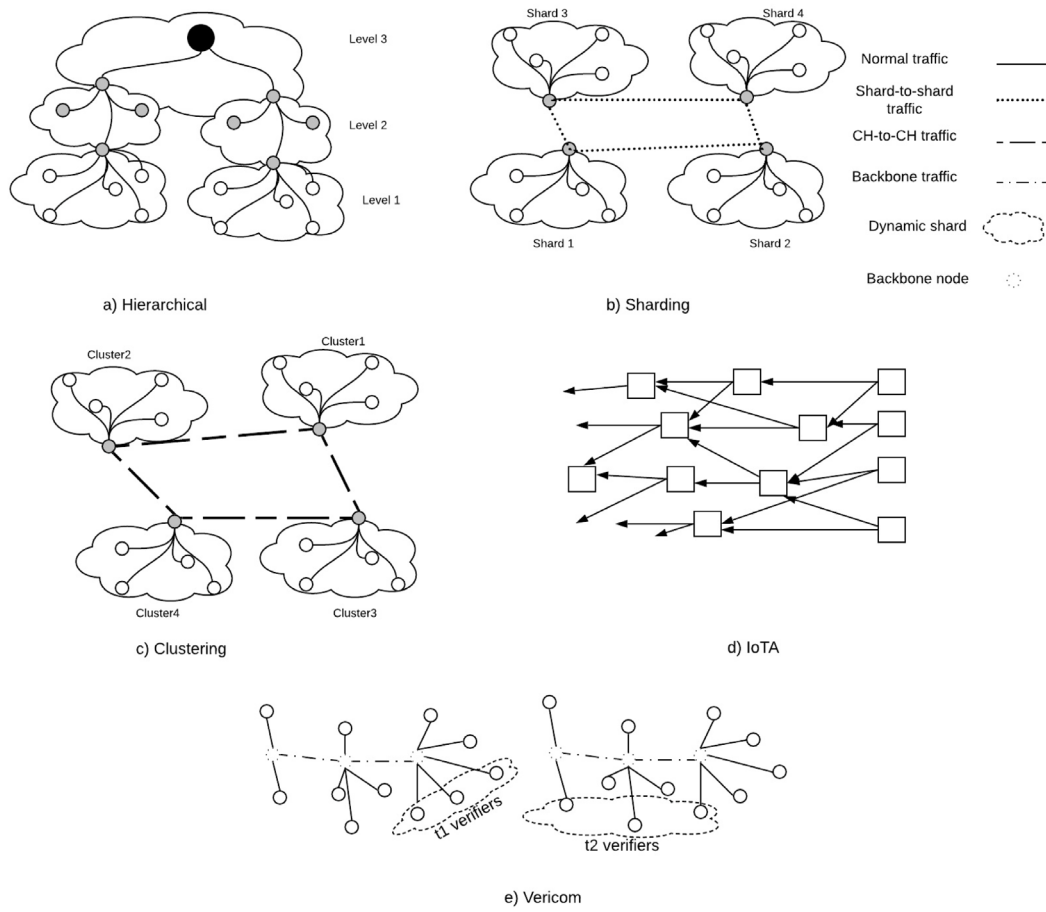 Level 3
Level 2
Level 1
a) Hierarchical
Shard 3
Shard 4
Shard 1
Shard 2
b) Sharding
Normal traffic
Shard-to-shard
traffic
CH-to-CH traffic
Backbone traffic
Dynamic shard
Backbone node
Cluster2
Cluster1
Cluster4
Cluster3
c) Clustering
d) IoTA
t1 verifiers
t2 verifiers
e) Vericom